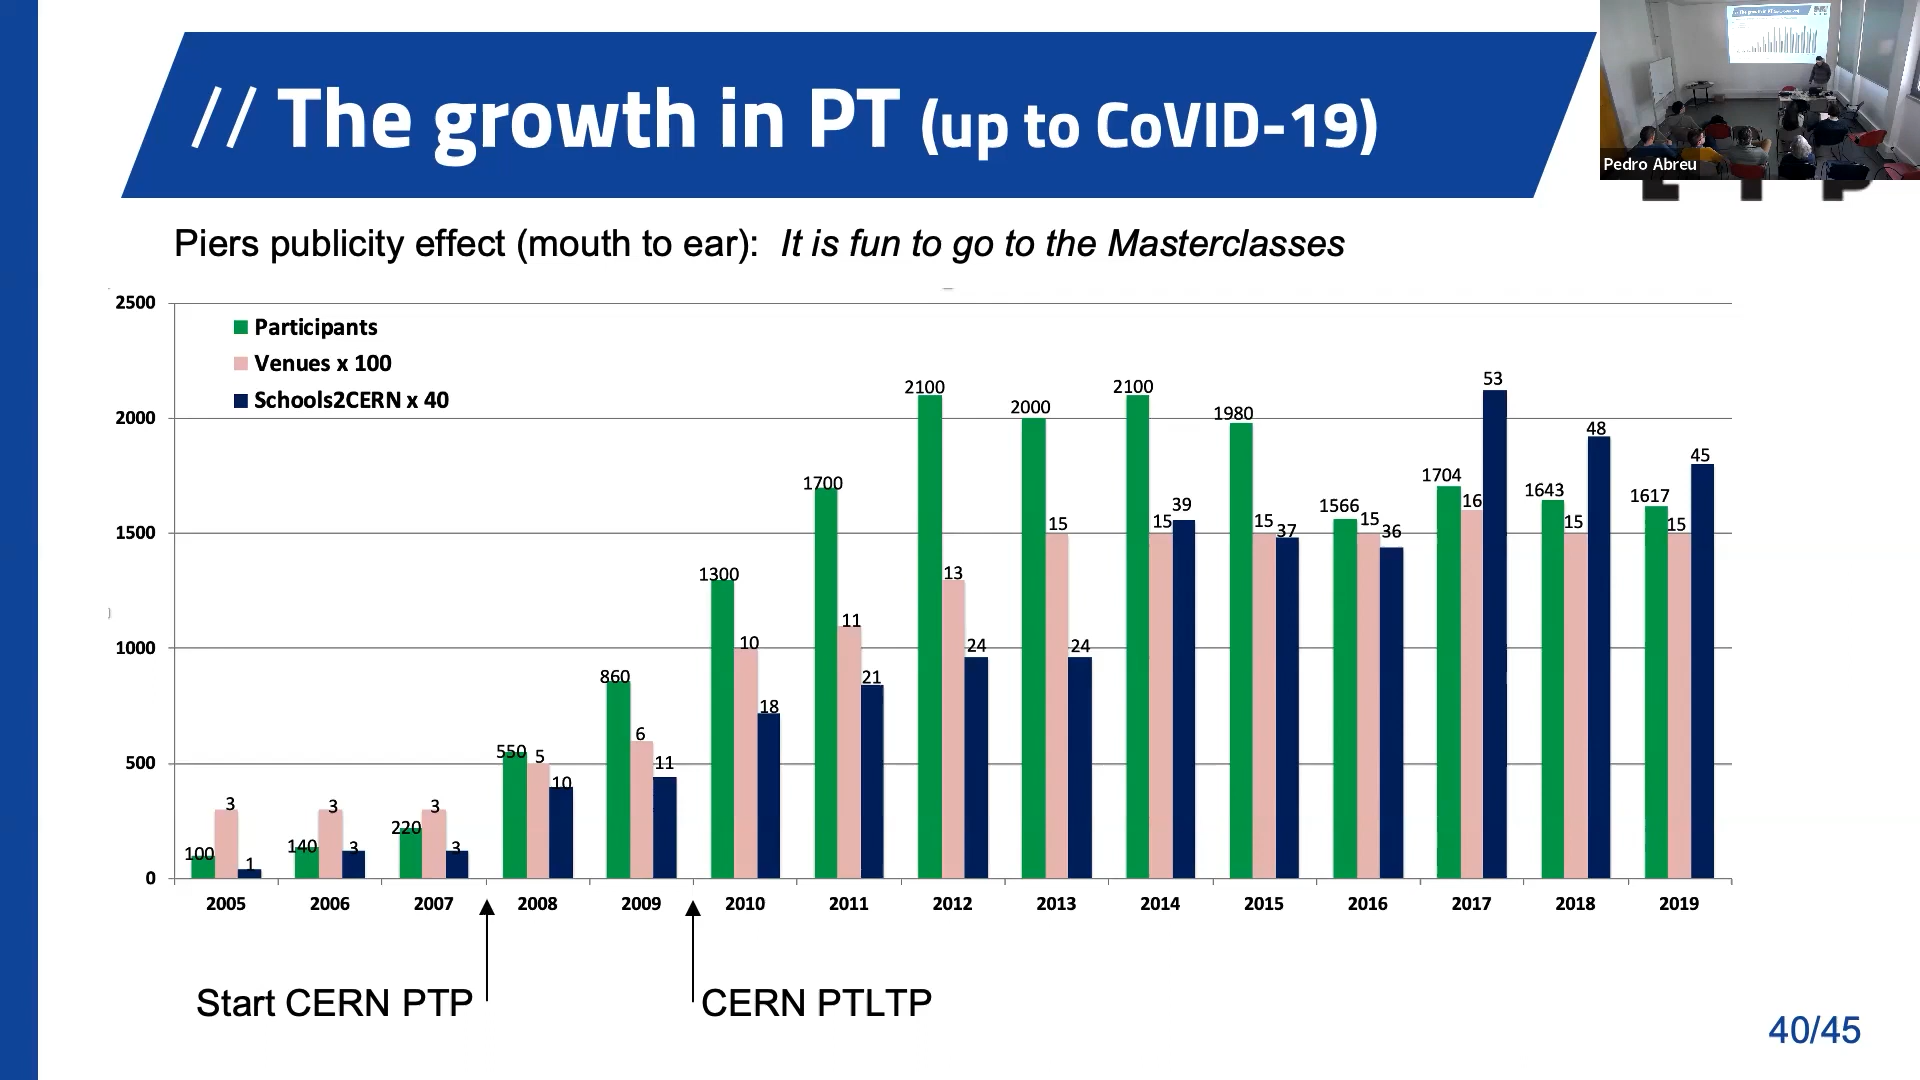 // The growth in PT (up to CoVID-19)
Pedro Abreu
Piers publicity effect (mouth to ear): It is fun to go to the Masterclasses
2500
2000
1500
1000
500
0
Participants
Venues x 100
Schools2CERN x 40
100 3 1
140 3 3
220 3 3
550 5 10
860 6 11
1300 10 18
1700 11 21
2100 13 24
2000 15 24
2100 15 39
1980 15 37
1566 15 36
1704 16 53
1643 15 48
1617 15 45
2005 2006 2007 2008 2009 2010 2011 2012 2013 2014 2015 2016 2017 2018 2019
Start CERN PTP
CERN PTLTP
40/45